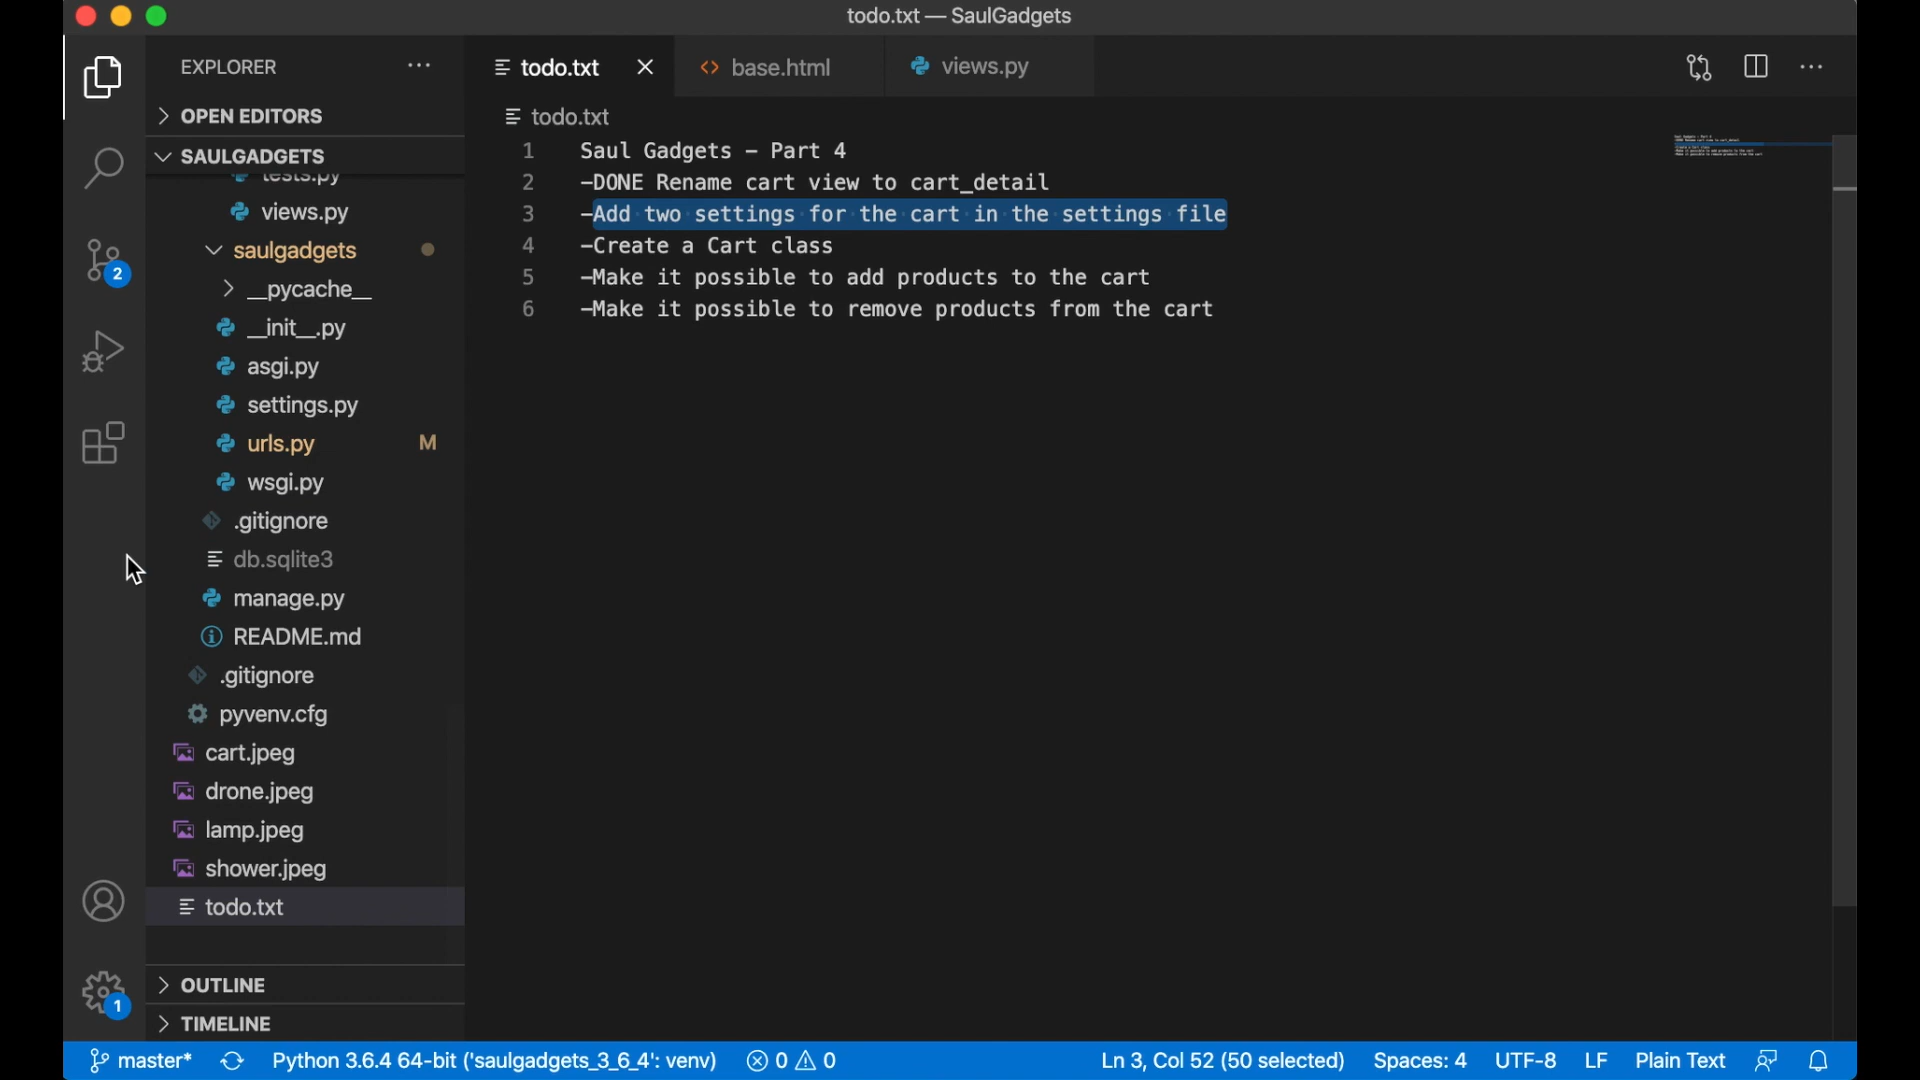 todo.txt — SaulGadgets
EXPLORER
todo.txt
base.html
views.py
OPEN EDITORS
todo.txt
SAULGADGETS
tests.py
views.py
saulgadgets
__pycache__
__init__.py
asgi.py
settings.py
urls.py M
wsgi.py
.gitignore
db.sqlite3
manage.py
README.md
.gitignore
pyvenv.cfg
cart.jpeg
drone.jpeg
lamp.jpeg
shower.jpeg
todo.txt
OUTLINE
TIMELINE
2
1
1 Saul Gadgets - Part 4
2 -DONE Rename cart view to cart_detail
3 -Add two settings for the cart in the settings file
4 -Create a Cart class
5 -Make it possible to add products to the cart
6 -Make it possible to remove products from the cart
master* Python 3.6.4 64-bit ('saulgadgets_3_6_4': venv) 0 0 Ln 3, Col 52 (50 selected) Spaces: 4 UTF-8 LF Plain Text